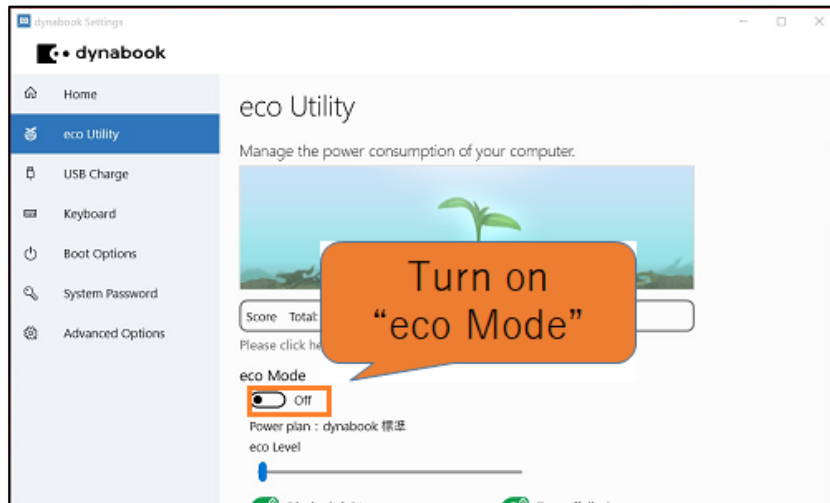 dynabook Settings
dynabook
Home
eco Utility
USB Charge
Keyboard
Boot Options
System Password
Advanced Options
eco Utility
Manage the power consumption of your computer.
Turn on
“eco Mode”
Score Total:
Please click
eco Mode
Off
Power plan : dynabook 標準
eco Level